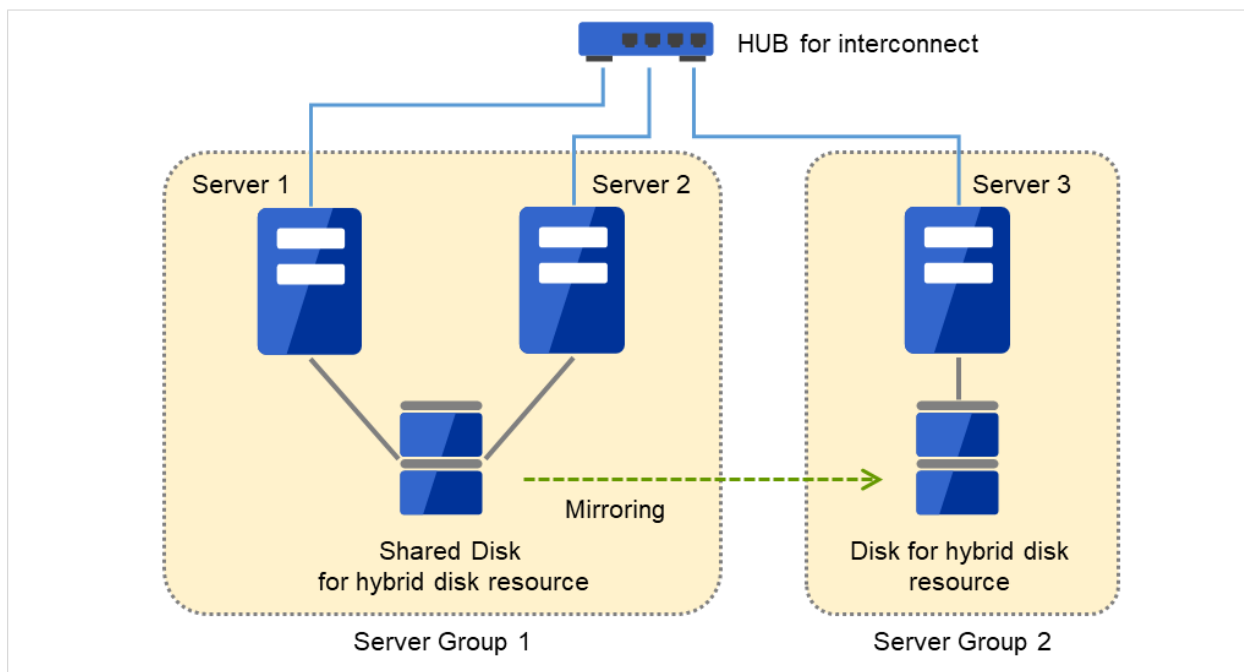 HUB for interconnect
Server 1
Server 2
Server 3
Mirroring
Shared Disk
for hybrid disk resource
Disk for hybrid disk
resource
Server Group 1
Server Group 2